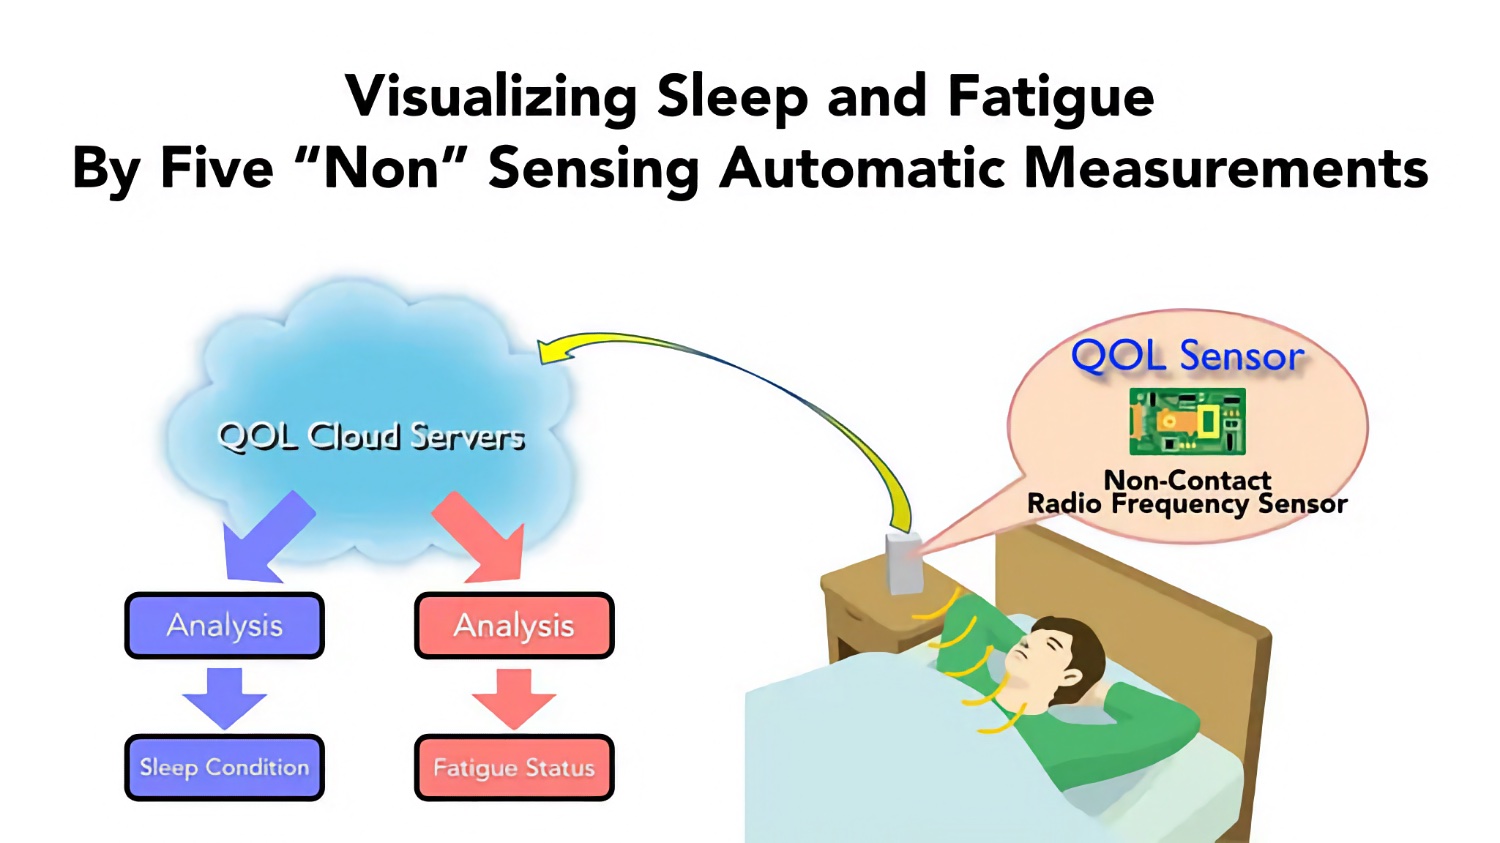 Visualizing Sleep and Fatigue
By Five “Non” Sensing Automatic Measurements
QOL Cloud Servers
QOL Sensor
Non-Contact
Radio Frequency Sensor
Analysis
Analysis
Sleep Condition
Fatigue Status